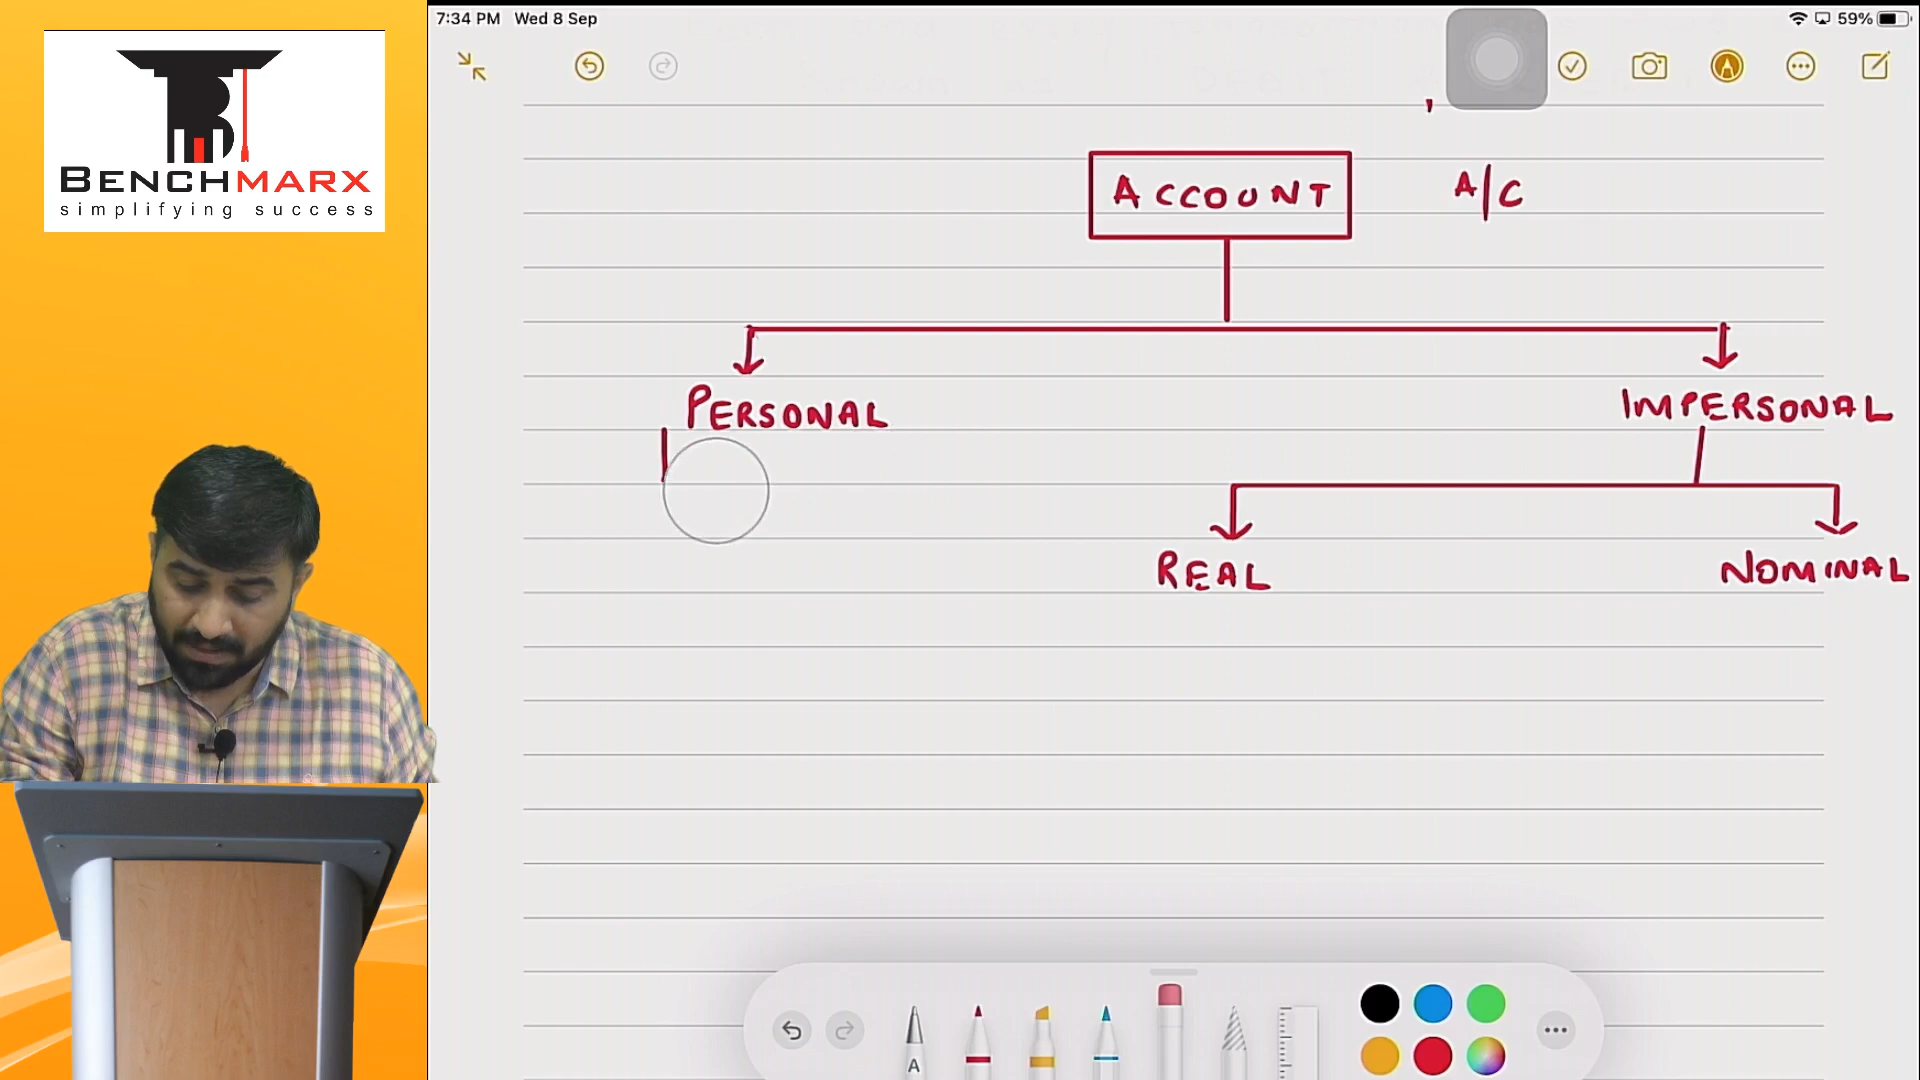 7:34 PM Wed 8 Sep
59%
BENCHMARX
simplifying success
ACCOUNT A/C
PERSONAL IMPERSONAL
REAL NOMINAL
A